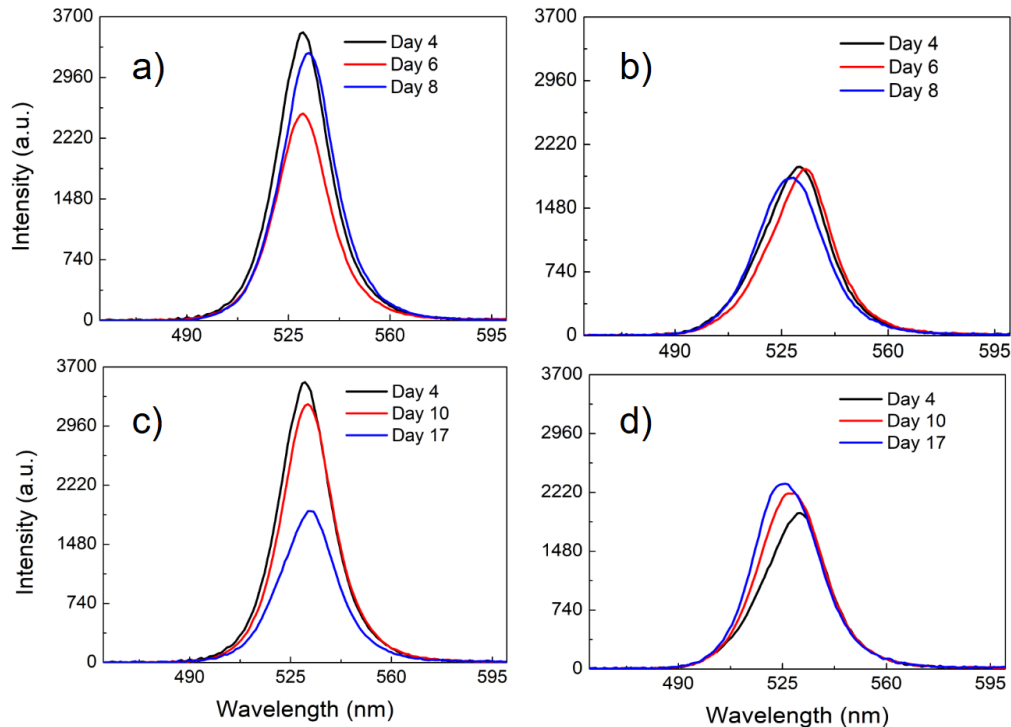 a)
3700
2960
2220
1480
740
0
490 525 560 595
Intensity (a.u.)
Day 4
Day 6
Day 8
b)
3700
2960
2220
1480
740
0
490 525 560 595
Day 4
Day 6
Day 8
c)
3700
2960
2220
1480
740
0
490 525 560 595
Intensity (a.u.)
Wavelength (nm)
Day 4
Day 10
Day 17
d)
3700
2960
2220
1480
740
0
490 525 560 595
Wavelength (nm)
Day 4
Day 10
Day 17